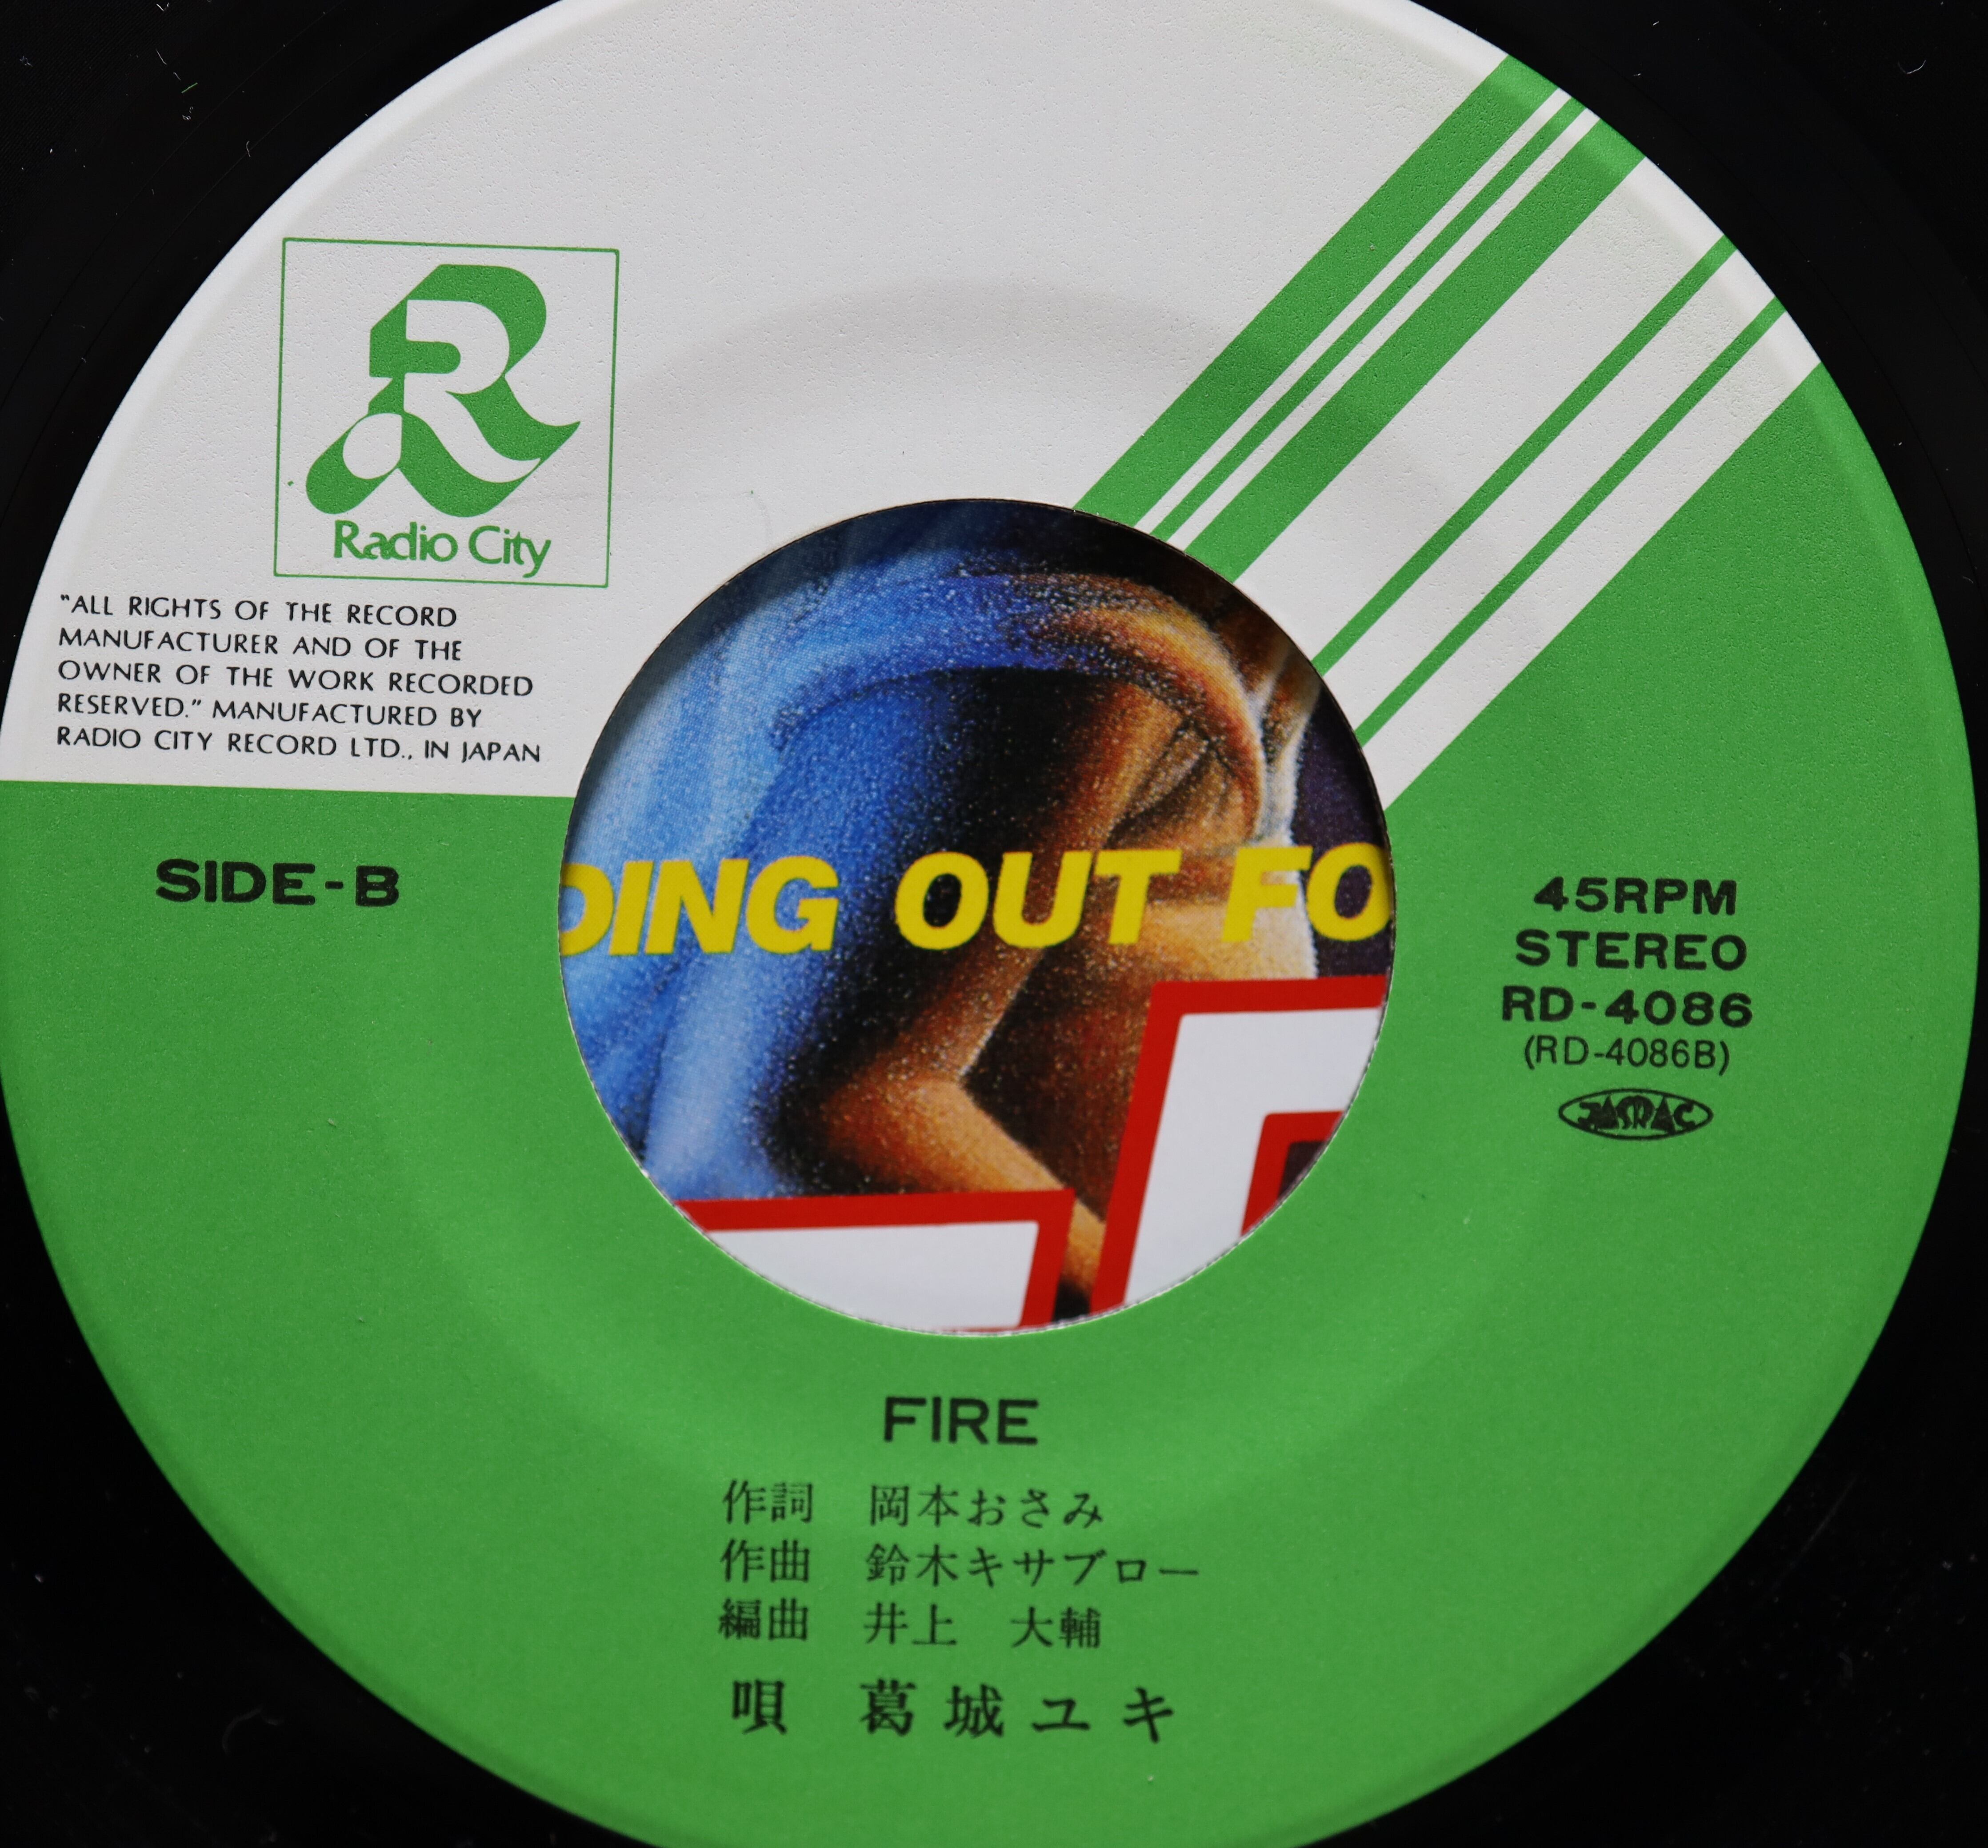 Radio City
"ALL RIGHTS OF THE RECORD
MANUFACTURER AND OF THE
OWNER OF THE WORK RECORDED
RESERVED." MANUFACTURED BY
RADIO CITY RECORD LTD., IN JAPAN
SIDE-B
DING OUT FO
45RPM
STEREO
RD-4086
(RD-4086B)
JASRAC
FIRE
作詞 岡本おさみ
作曲 鈴木キサブロー
編曲 井上 大輔
唄 葛城ユキ